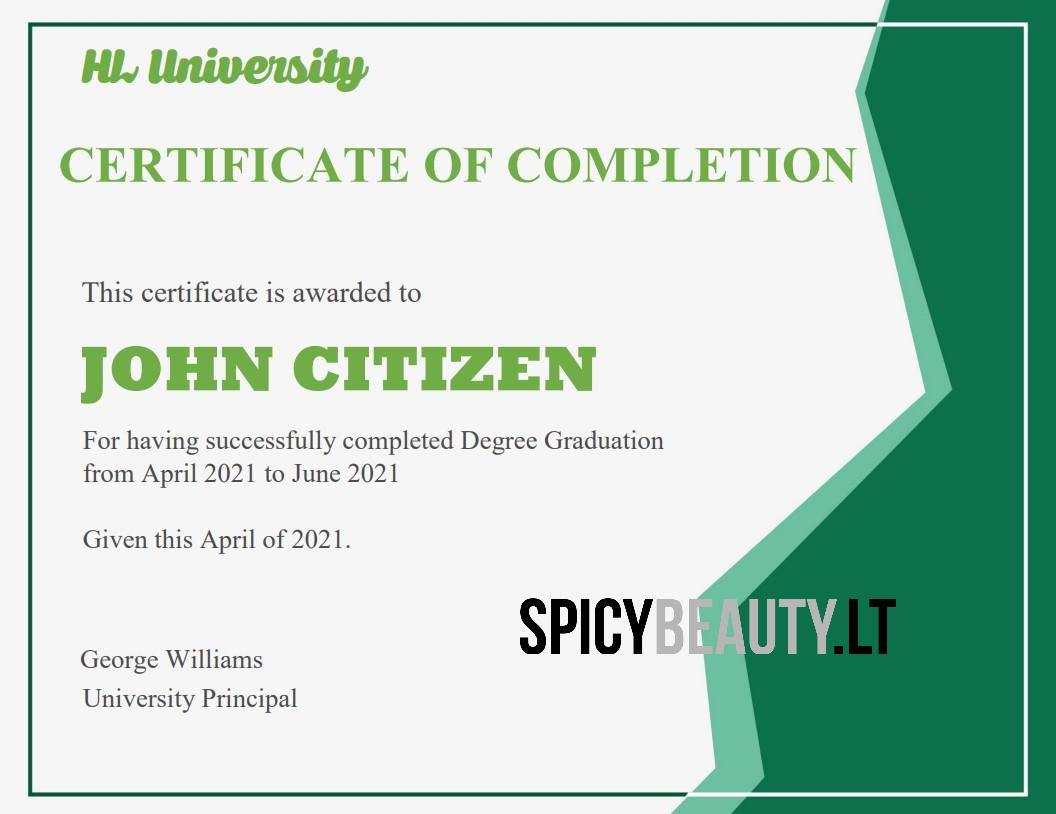 HL University
CERTIFICATE OF COMPLETION
This certificate is awarded to
JOHN CITIZEN
For having successfully completed Degree Graduation
from April 2021 to June 2021
Given this April of 2021.
SPICYBEAUTY.LT
George Williams
University Principal